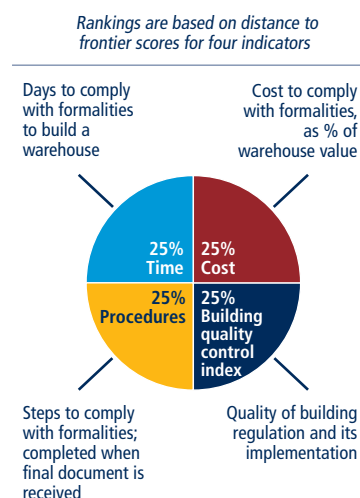 Rankings are based on distance to
frontier scores for four indicators
Days to comply
with formalities
to build a
warehouse
Cost to comply
with formalities,
as % of
warehouse value
25%
Time
25%
Cost
25%
Procedures
25%
Building
quality
control
index
Steps to comply
with formalities;
completed when
final document is
received
Quality of building
regulation and its
implementation